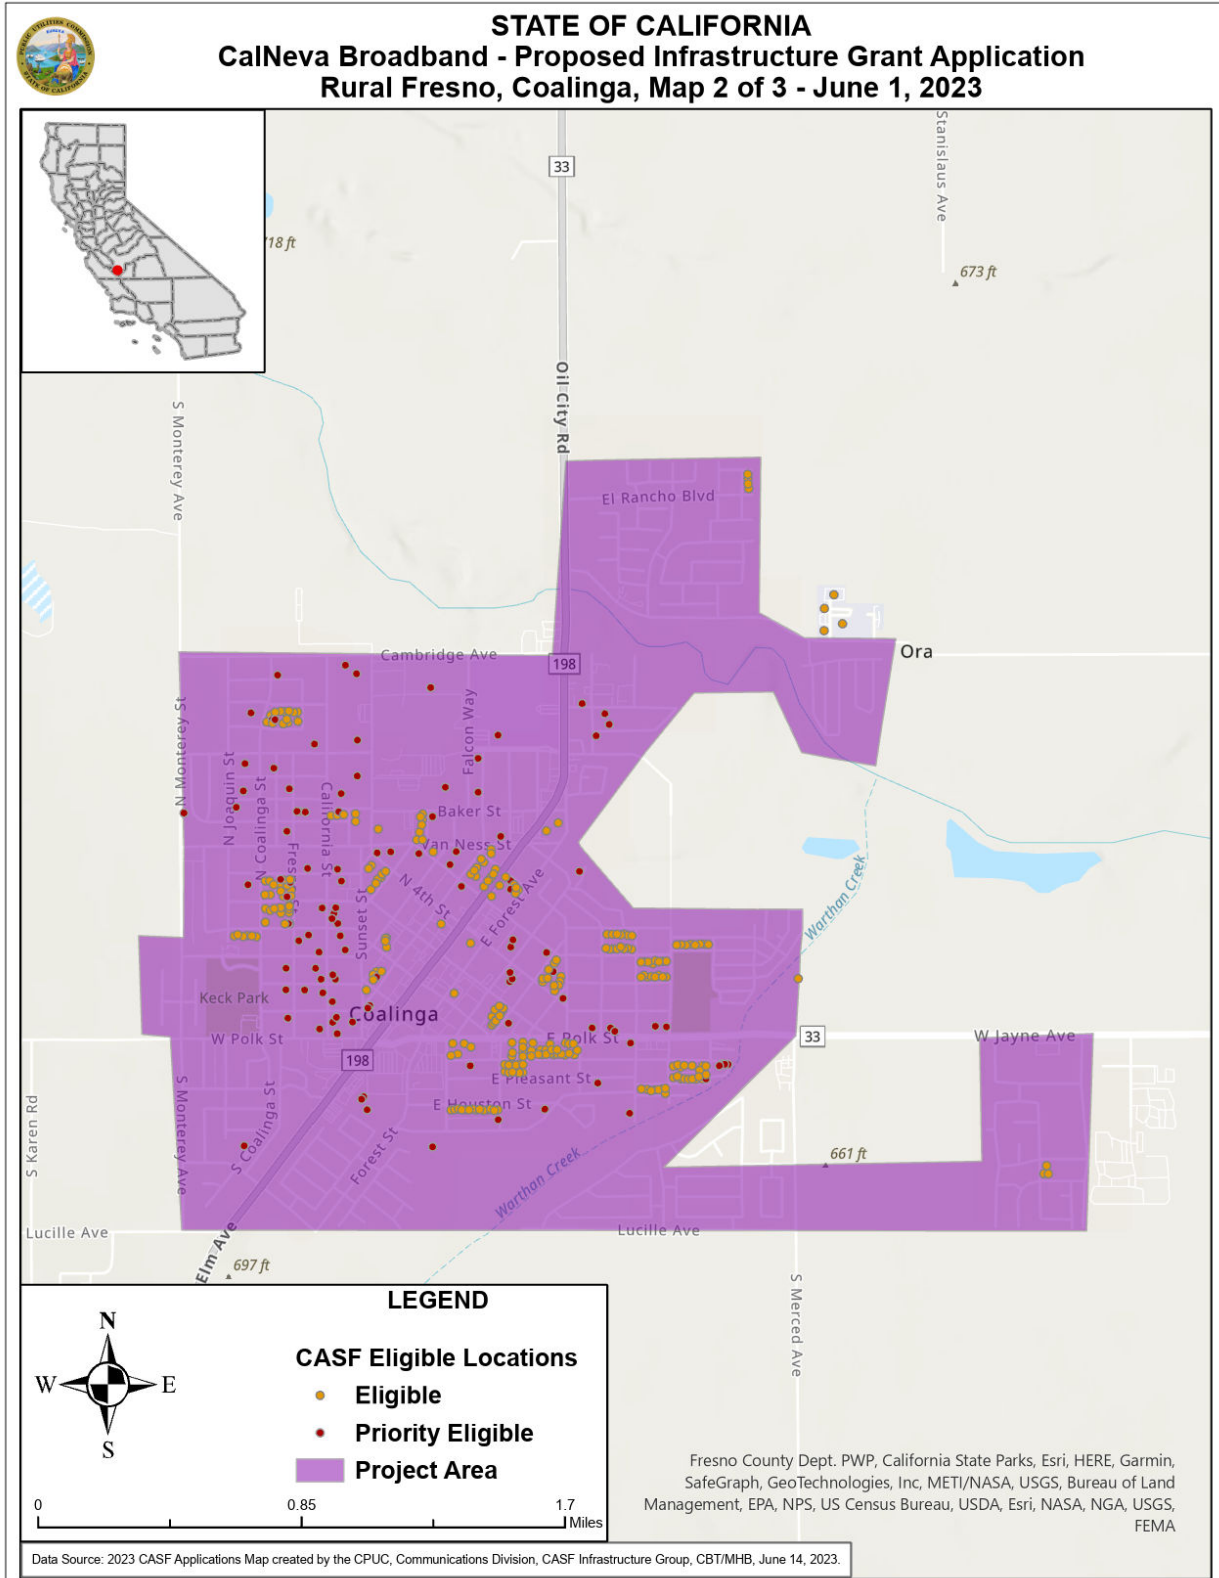 STATE OF CALIFORNIA
CalNeva Broadband - Proposed Infrastructure Grant Application
Rural Fresno, Coalinga, Map 2 of 3 - June 1, 2023
33
Stanislaus Ave
718 ft
673 ft
Oil City Rd
S Monterey Ave
El Rancho Blvd
Ora
Cambridge Ave
198
N Monterey St
Falcon Way
N Joaquin St
N Coalinga St
California St
Baker St
Van Ness St
N 4th St
E Forest Ave
Sunset St
Warthan Creek
Keck Park
Coalinga
W Polk St
E Polk St
33
W Jayne Ave
198
E Pleasant St
E Houston St
S Karen Rd
S Monterey Ave
S Coalinga St
Forest St
Warthan Creek
661 ft
Lucille Ave
Lucille Ave
Elm Ave
697 ft
S Merced Ave
LEGEND
N
W E
S
CASF Eligible Locations
Eligible
Priority Eligible
Project Area
0 0.85 1.7
Miles
Fresno County Dept. PWP, California State Parks, Esri, HERE, Garmin,
SafeGraph, GeoTechnologies, Inc, METI/NASA, USGS, Bureau of Land
Management, EPA, NPS, US Census Bureau, USDA, Esri, NASA, NGA, USGS,
FEMA
Data Source: 2023 CASF Applications Map created by the CPUC, Communications Division, CASF Infrastructure Group, CBT/MHB, June 14, 2023.